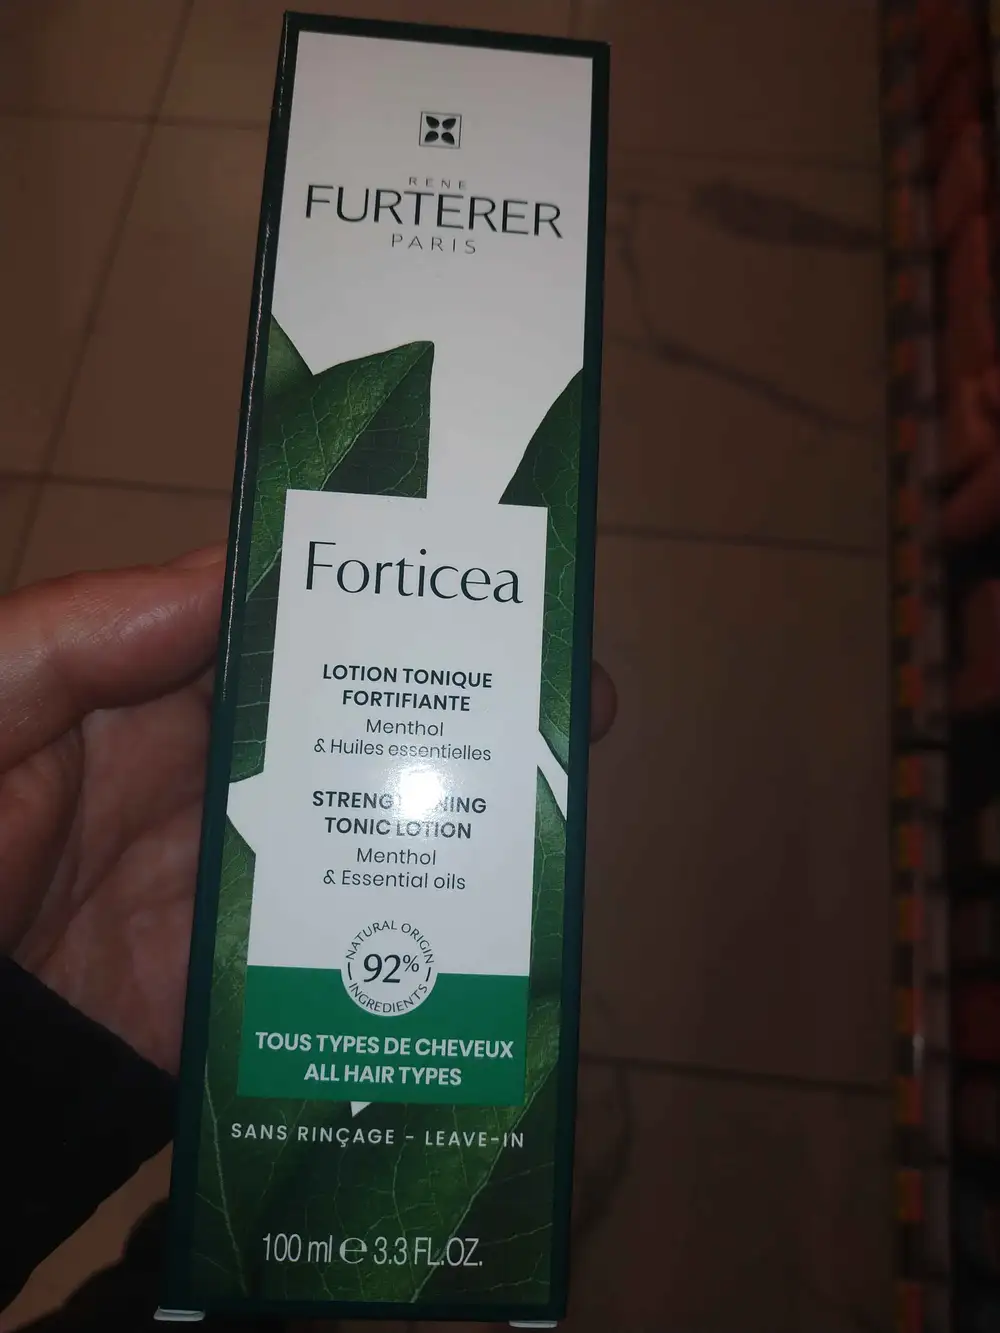 RENE
FURTERER
PARIS
Forticea
LOTION TONIQUE
FORTIFIANTE
Menthol
& Huiles essentielles
TONIC LOTION
Menthol
& Essential oils
NATURAL ORIGIN
92%
INGREDIENTS
TOUS TYPES DE CHEVEUX
ALL HAIR TYPES
SANS RINÇAGE - LEAVE-IN
100 ml e 3.3 FL.OZ.